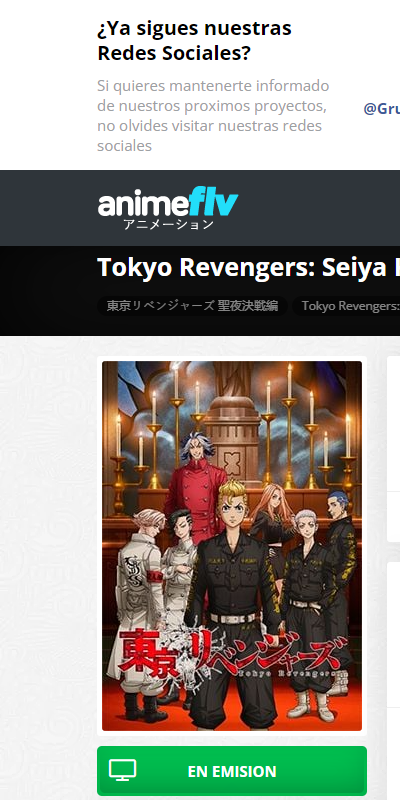 ¿Ya sigues nuestras
Redes Sociales?
Si quieres mantenerte informado
de nuestros proximos proyectos,
no olvides visitar nuestras redes
sociales
@Gru
animeflv
アニメーション
Tokyo Revengers: Seiya
東京リベンジャーズ 聖夜決戦編
Tokyo Revengers:
東京リベンジャーズ
Tokyo Revengers
EN EMISION